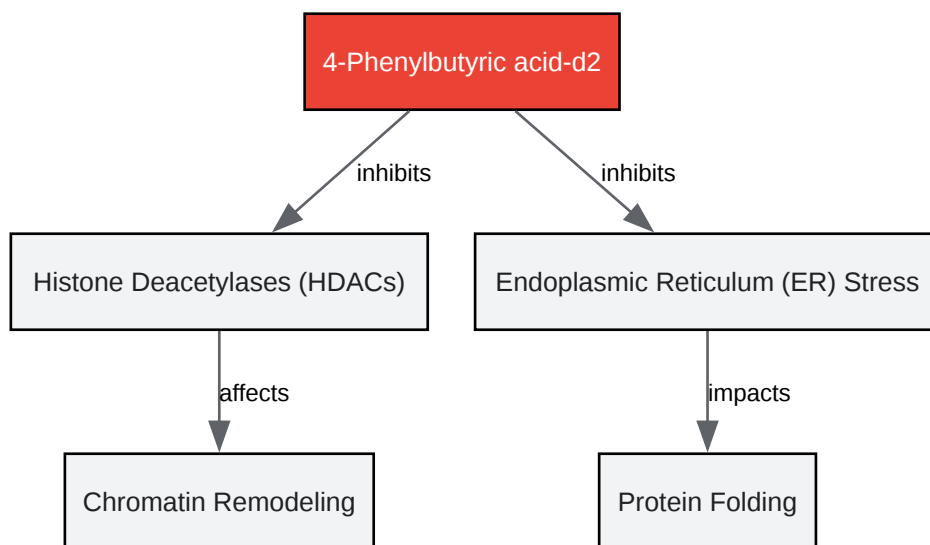 4-Phenylbutyric acid-d2
inhibits
inhibits
Histone Deacetylases (HDACs)
Endoplasmic Reticulum (ER) Stress
affects
impacts
Chromatin Remodeling
Protein Folding